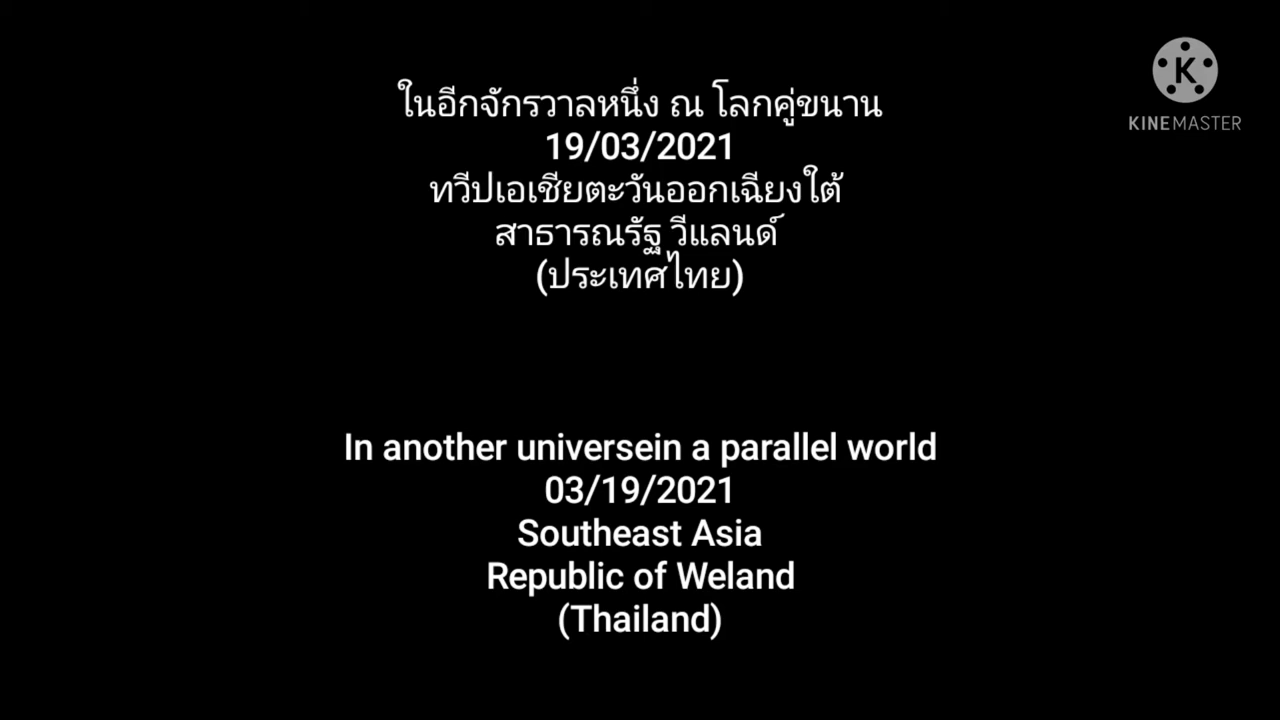 ในอีกจักรวาลหนึ่ง ณ โลกคู่ขนาน
19/03/2021
ทวีปเอเชียตะวันออกเฉียงใต้
สาธารณรัฐ วีแลนด์
(ประเทศไทย)
In another universein a parallel world
03/19/2021
Southeast Asia
Republic of Weland
(Thailand)
K
KINEMASTER